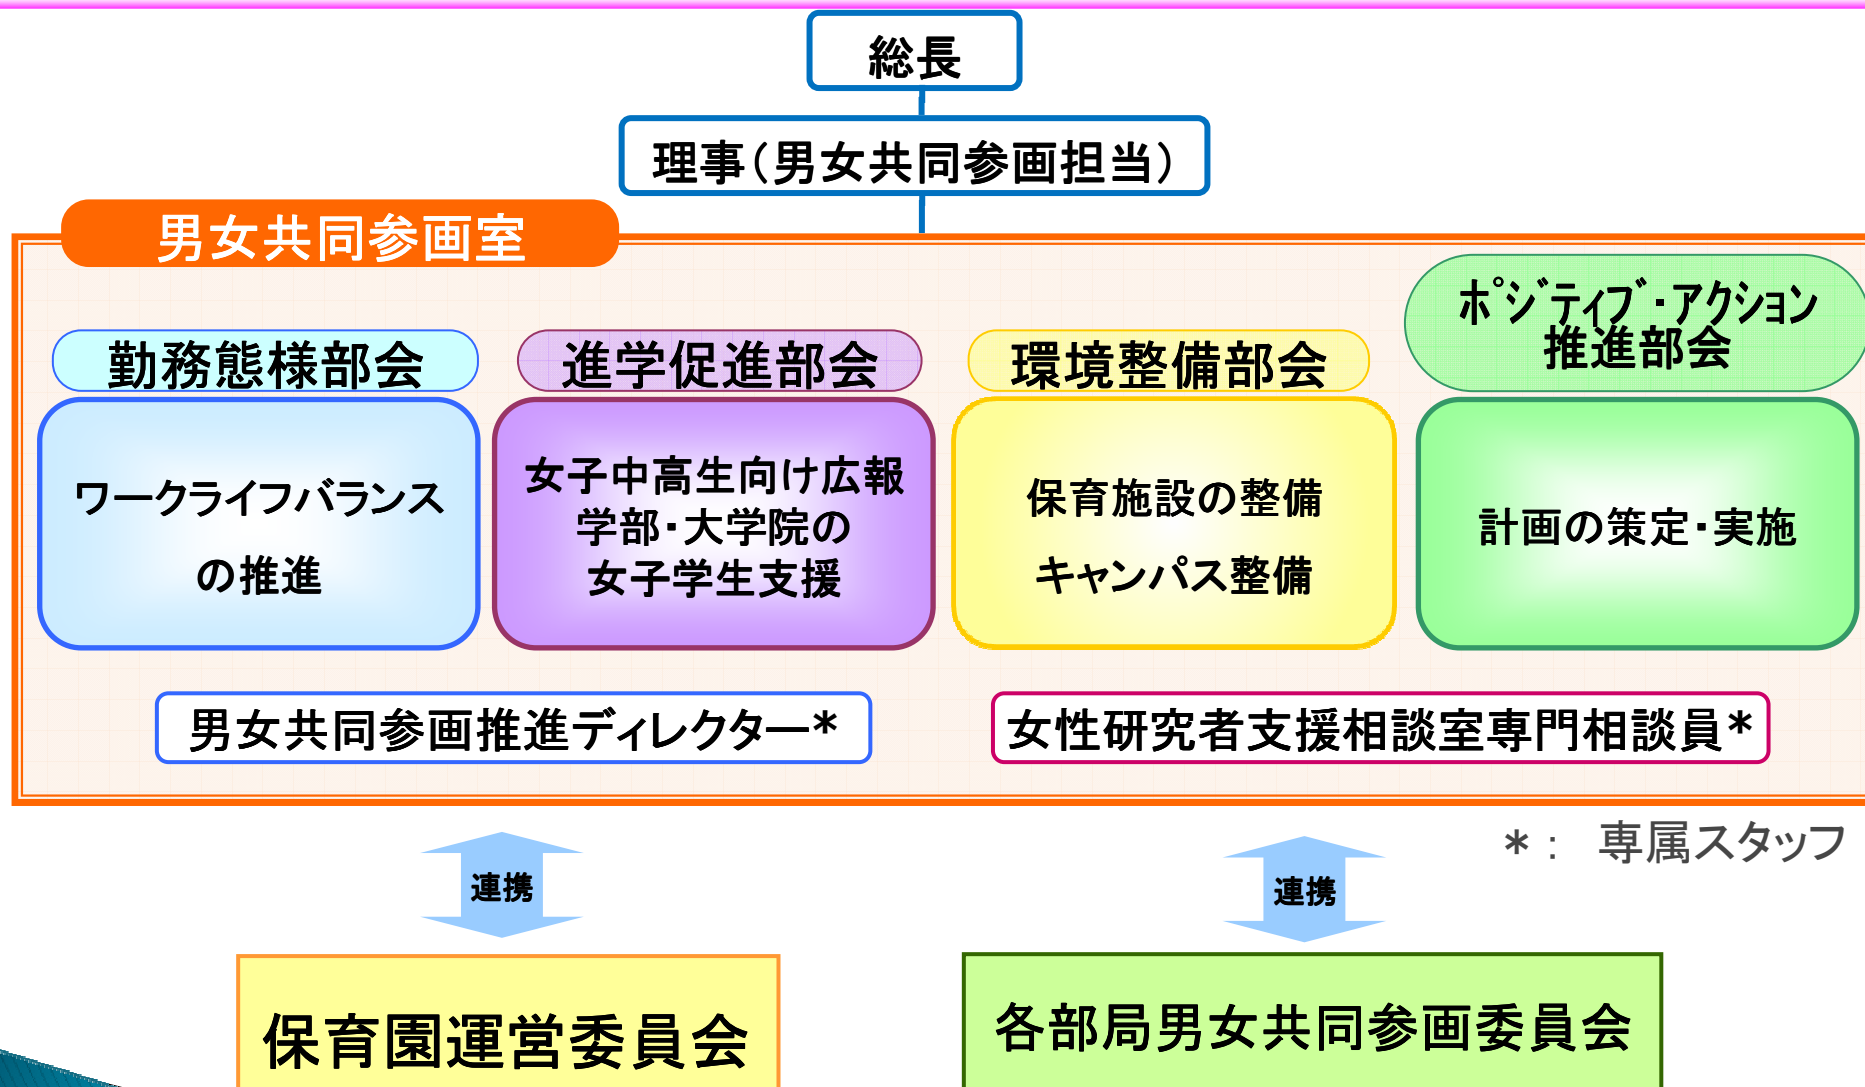 総長
理事（男女共同参画担当）
男女共同参画室
勤務態様部会
ワークライフバランス
の推進
進学促進部会
女子中高生向け広報
学部・大学院の
女子学生支援
環境整備部会
保育施設の整備
キャンパス整備
ﾎﾟｼﾞﾃｨﾌﾞ・ｱｸｼｮﾝ
推進部会
計画の策定・実施
男女共同参画推進ディレクター*
女性研究者支援相談室専門相談員*
*： 専属スタッフ
連携
連携
保育園運営委員会
各部局男女共同参画委員会